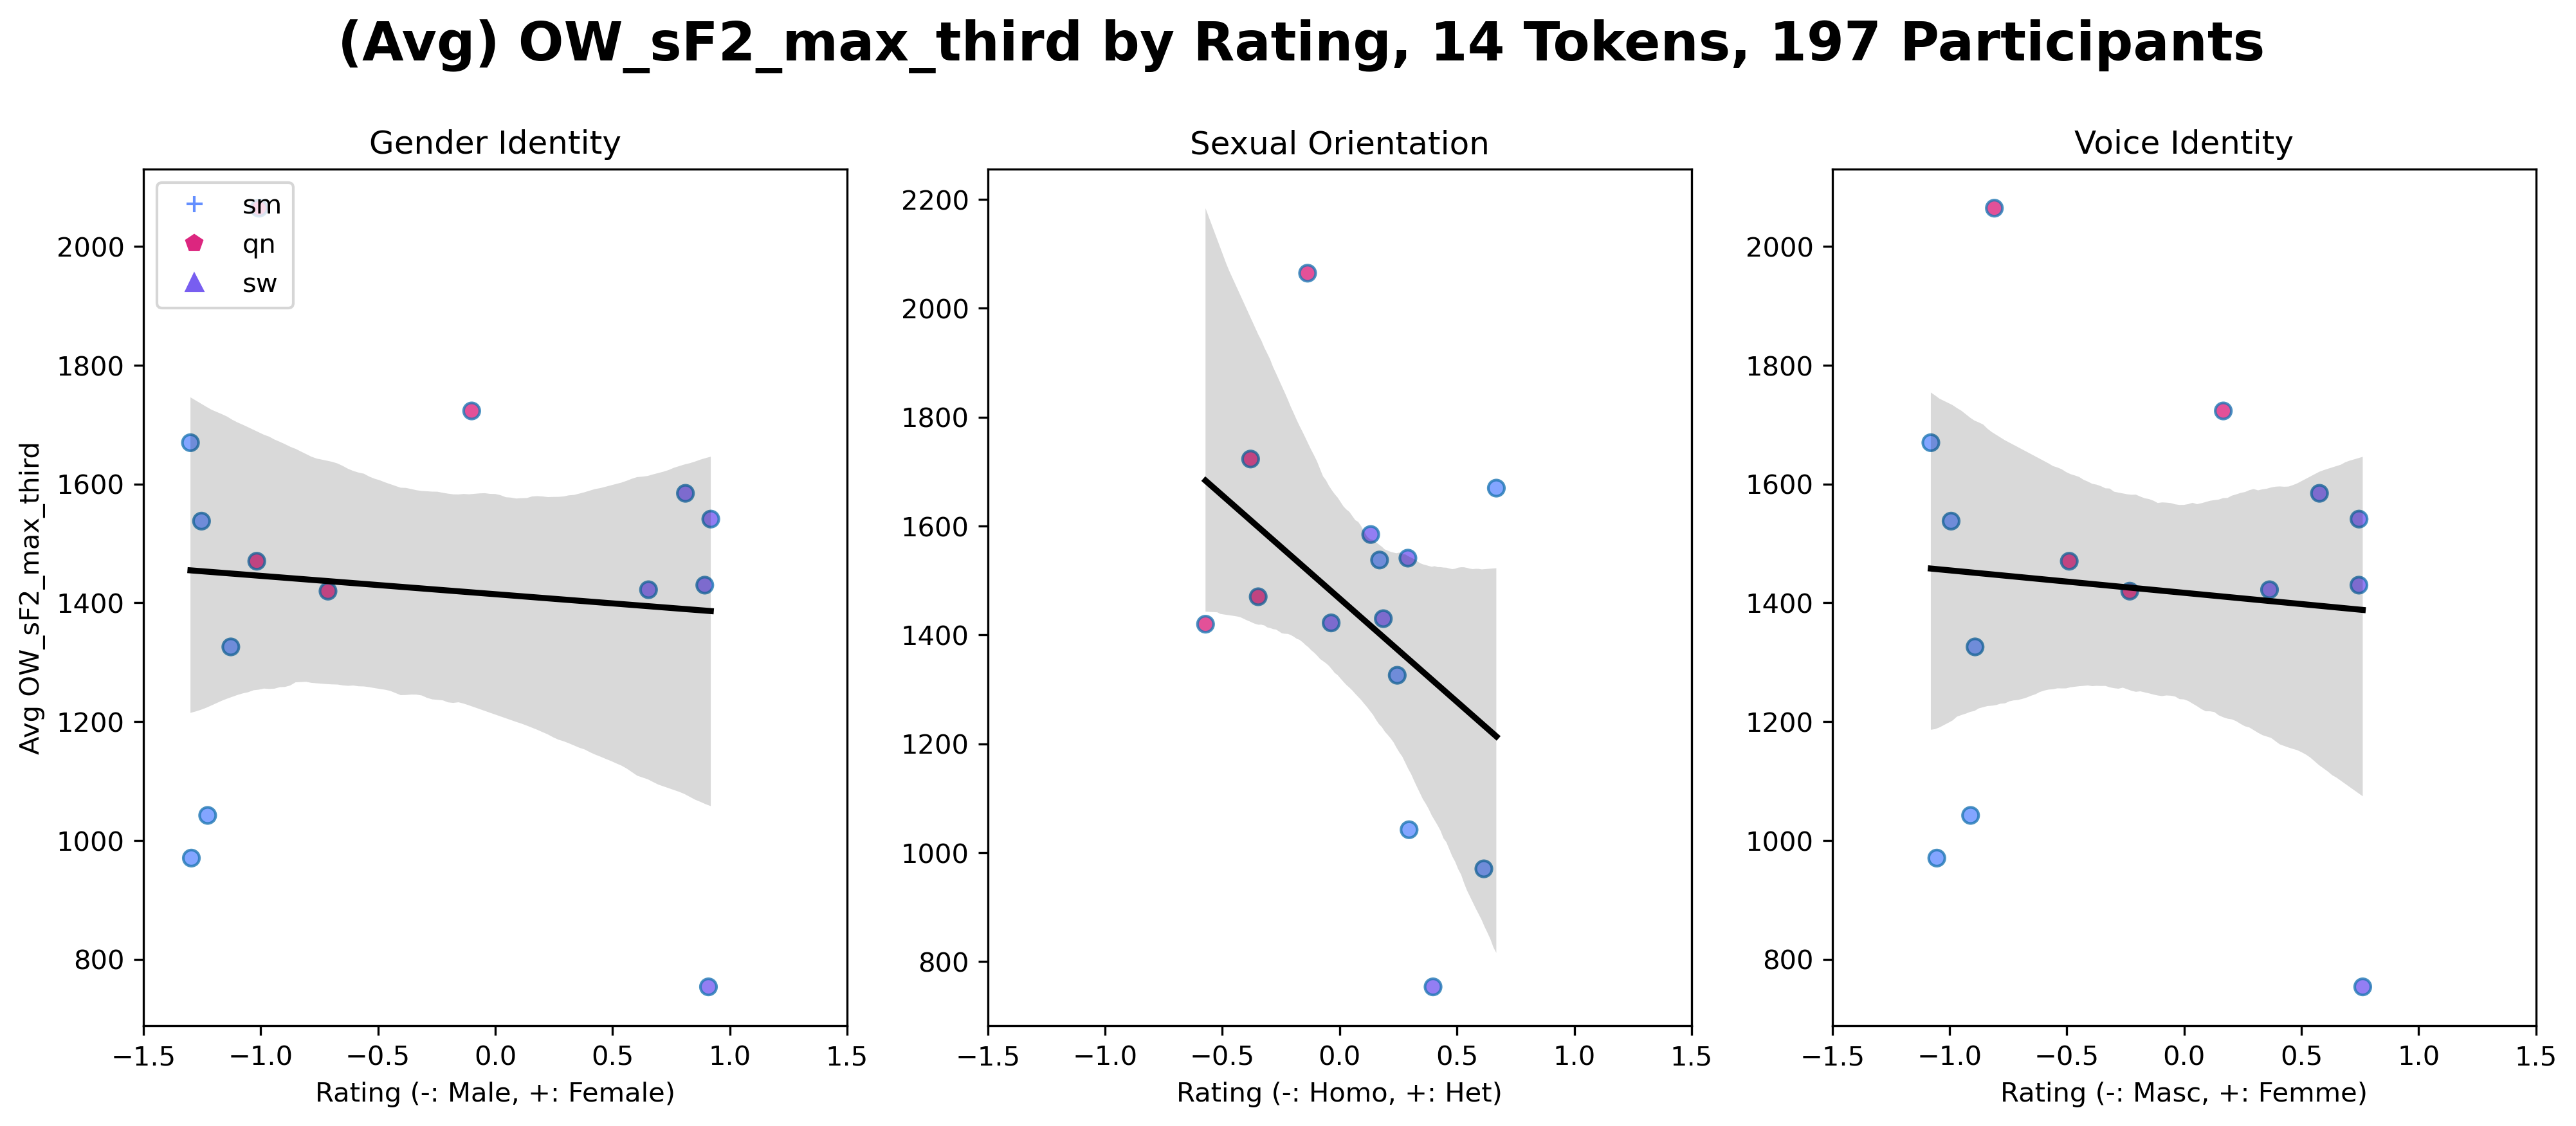 (Avg) OW_sF2_max_third by Rating, 14 Tokens, 197 Participants
Gender Identity
sm
qn
sw
Avg OW_sF2_max_third
2000
1800
1600
1400
1200
1000
800
−1.5 −1.0 −0.5 0.0 0.5 1.0 1.5
Rating (-: Male, +: Female)
Sexual Orientation
2200
2000
1800
1600
1400
1200
1000
800
−1.5 −1.0 −0.5 0.0 0.5 1.0 1.5
Rating (-: Homo, +: Het)
Voice Identity
2000
1800
1600
1400
1200
1000
800
−1.5 −1.0 −0.5 0.0 0.5 1.0 1.5
Rating (-: Masc, +: Femme)